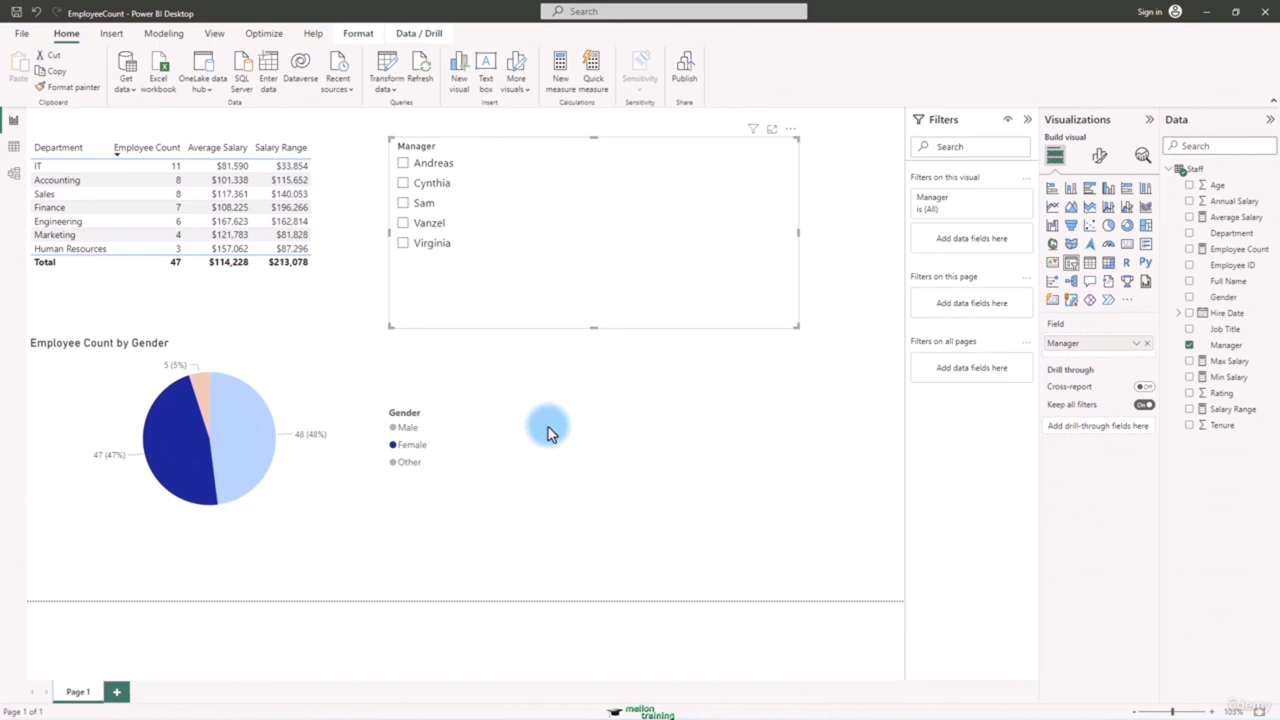 EmployeeCount - Power BI Desktop
Search
Sign in
File Home Insert Modeling View Optimize Help Format Data / Drill
Paste
Cut
Copy
Format painter
Clipboard
Get data
Excel workbook
OneLake data hub
SQL Server
Enter data
Dataverse
Recent sources
Data
Transform data
Refresh
Queries
New visual
Text box
More visuals
Insert
New measure
Quick measure
Calculations
Sensitivity
Sensitivity
Publish
Share
Department Employee Count Average Salary Salary Range
IT 11 $81,590 $33,854
Accounting 8 $101,338 $115,652
Sales 8 $117,361 $140,053
Finance 7 $108,225 $196,266
Engineering 6 $167,623 $162,814
Marketing 4 $121,783 $81,828
Human Resources 3 $157,062 $87,296
Total 47 $114,228 $213,078
Manager
Andreas
Cynthia
Sam
Vanzel
Virginia
Employee Count by Gender
5 (5%)
48 (48%)
47 (47%)
Gender
Male
Female
Other
Filters
Search
Filters on this visual
Manager
is (All)
Add data fields here
Filters on this page
Add data fields here
Filters on all pages
Add data fields here
Visualizations
Build visual
R Py
Field
Manager
Drill through
Cross-report Off
Keep all filters On
Add drill-through fields here
Data
Search
Staff
Age
Annual Salary
Average Salary
Department
Employee Count
Employee ID
Full Name
Gender
Hire Date
Job Title
Manager
Max Salary
Min Salary
Rating
Salary Range
Tenure
Page 1
Page 1 of 1
mellon
training
ûdemy
103%